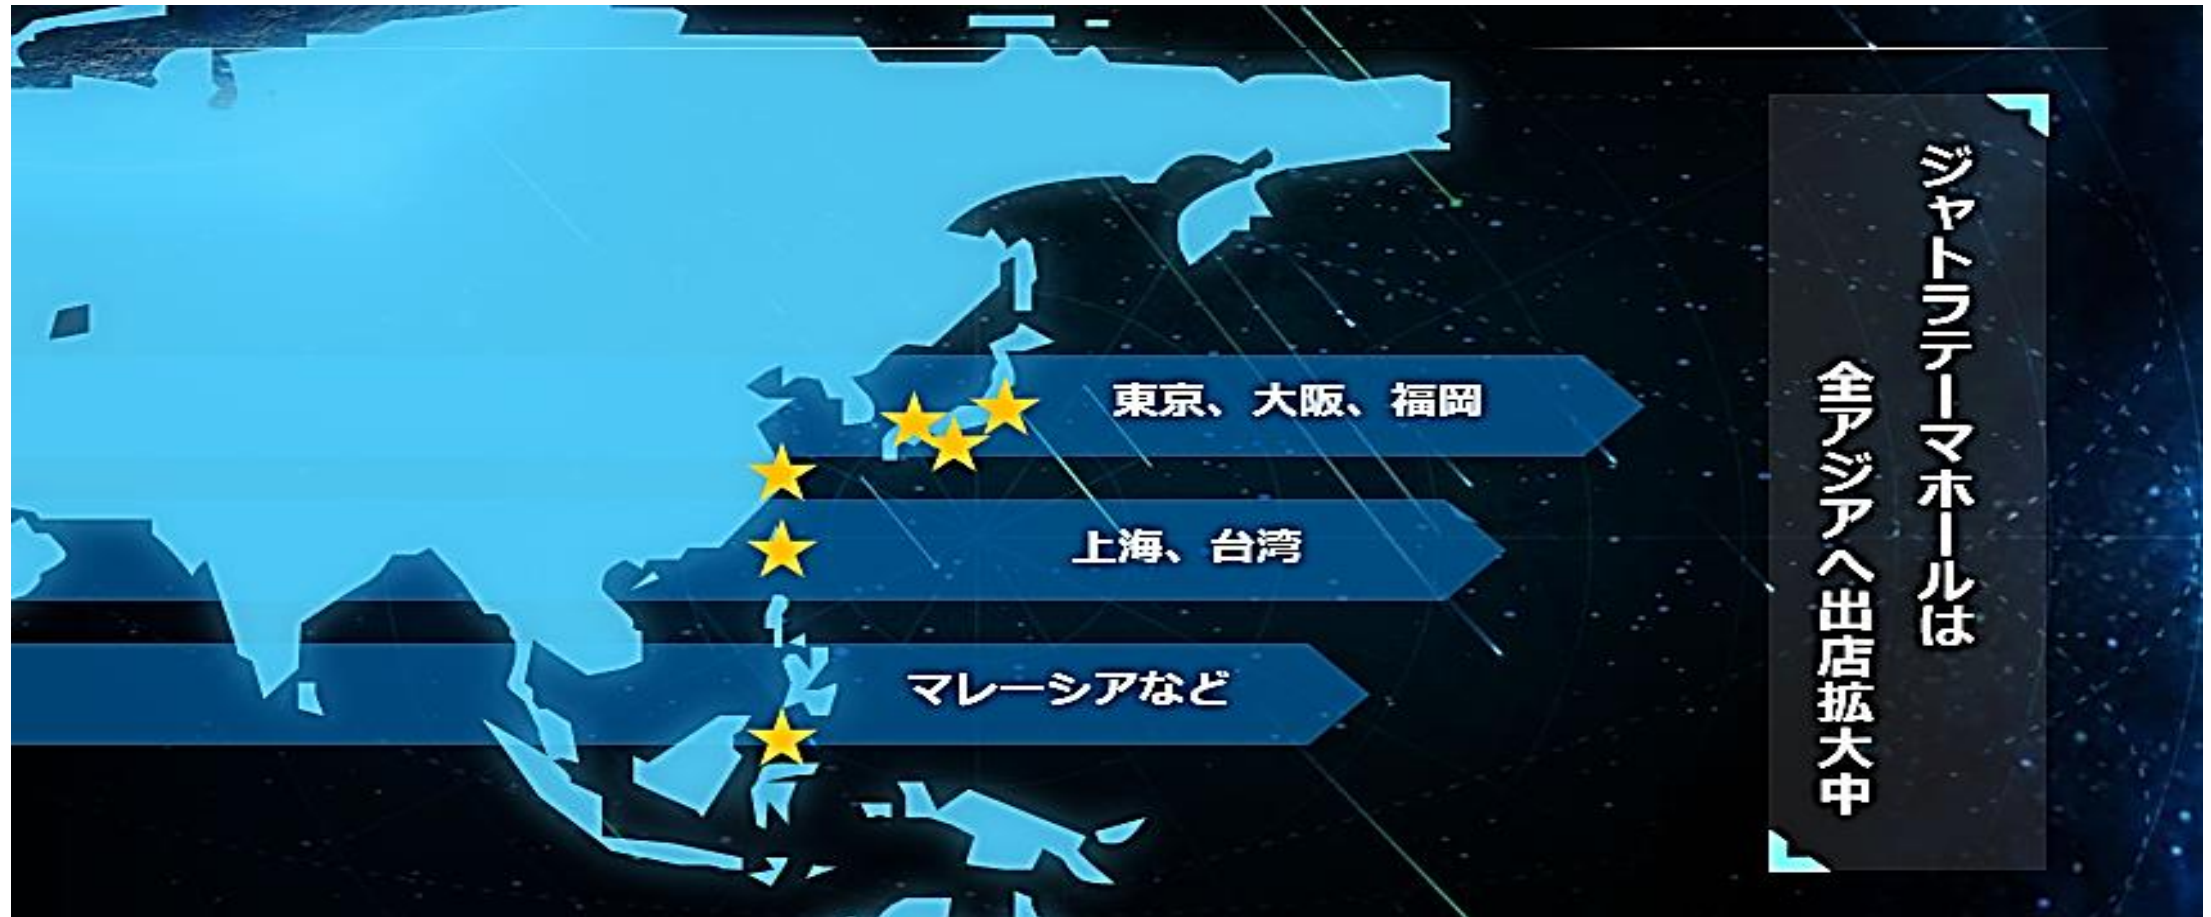 ジャトラテーマホールは
全アジアへ出店拡大中
東京、大阪、福岡
上海、台湾
マレーシアなど